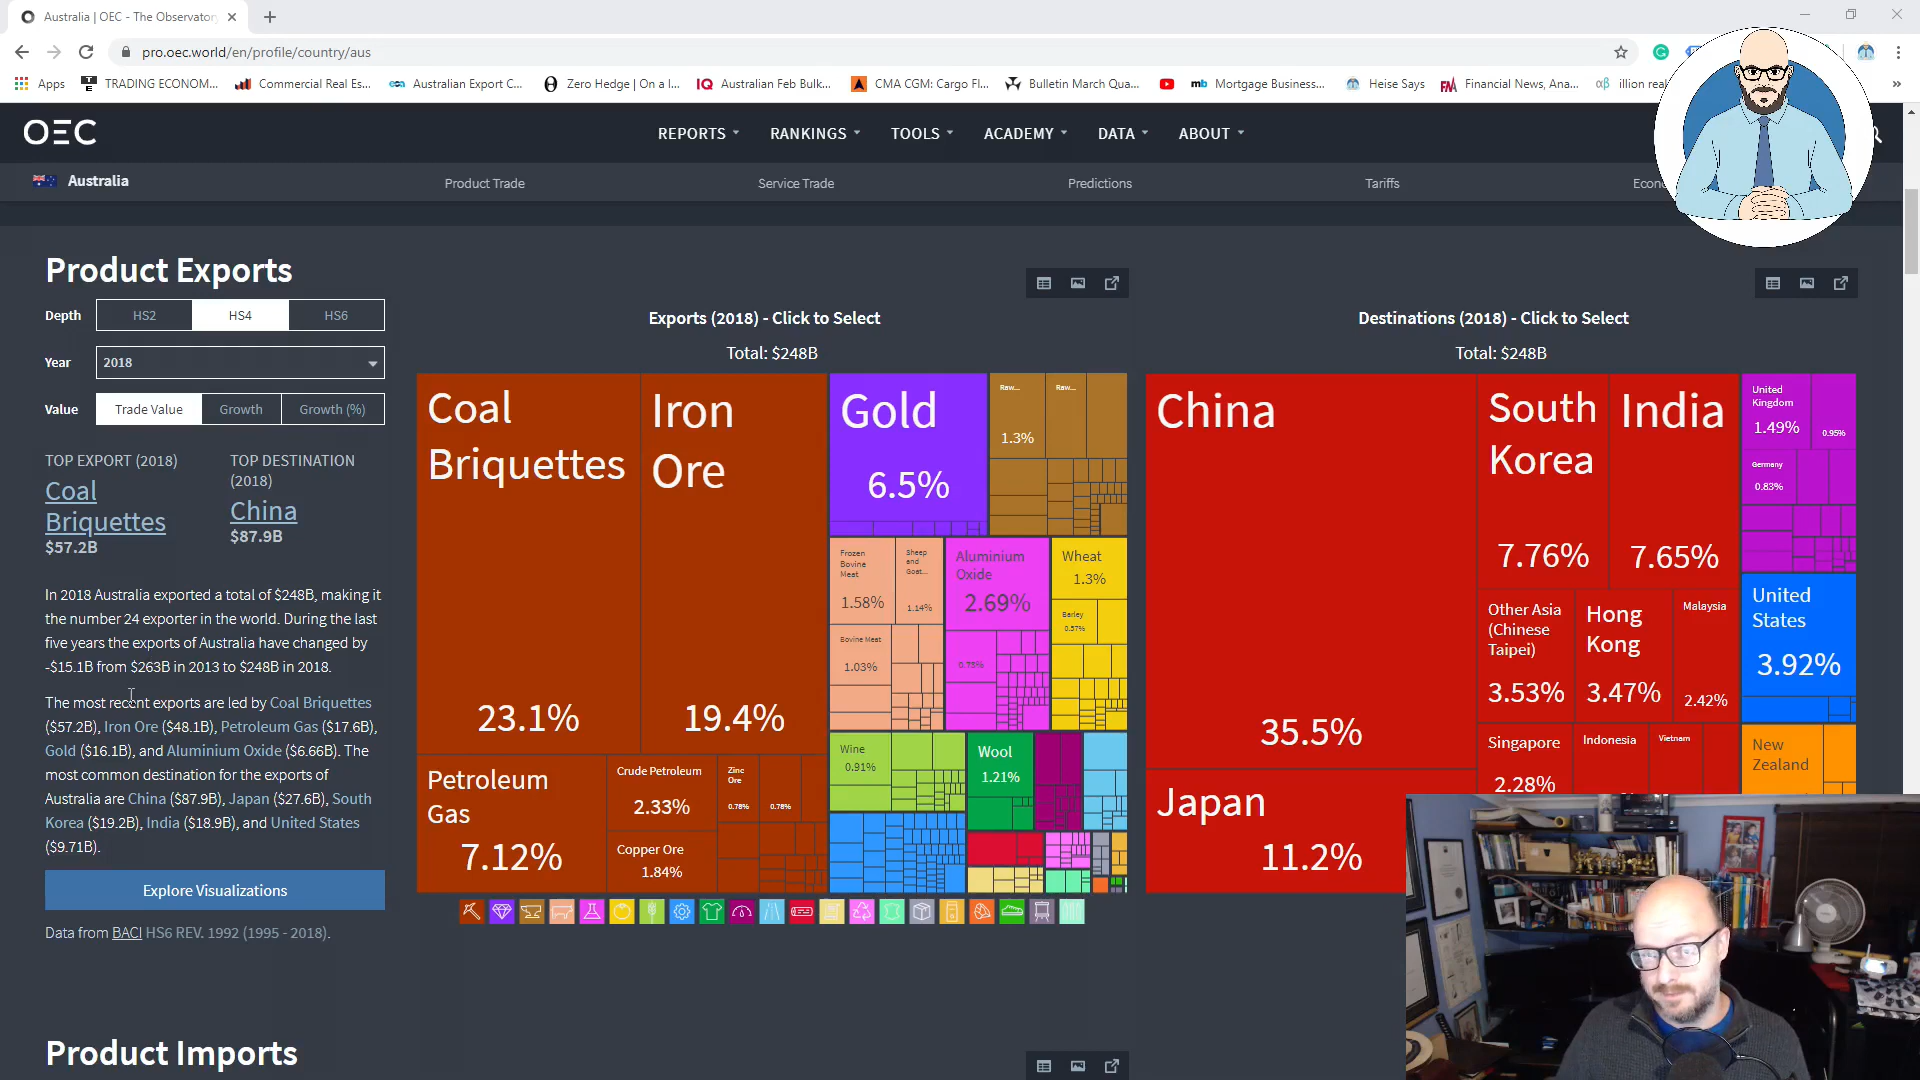 Australia | OEC - The Observator
pro.oec.world/en/profile/country/aus
Apps
TRADING ECONOM...
Commercial Real Es...
Australian Export C...
Zero Hedge | On a l...
Australian Feb Bulk...
CMA CGM: Cargo Fl...
Bulletin March Qua...
Mortgage Business...
Heise Says
Financial News, Ana...
illion rea
OEC
REPORTS
RANKINGS
TOOLS
ACADEMY
DATA
ABOUT
Australia
Product Trade
Service Trade
Predictions
Tariffs
Econ
Product Exports
Depth
HS2
HS4
HS6
Year
2018
Value
Trade Value
Growth
Growth (%)
TOP EXPORT (2018)
Coal
Briquettes
$57.2B
TOP DESTINATION
(2018)
China
$87.9B
In 2018 Australia exported a total of $248B, making it
the number 24 exporter in the world. During the last
five years the exports of Australia have changed by
-$15.1B from $263B in 2013 to $248B in 2018.
The most recent exports are led by Coal Briquettes
($57.2B), Iron Ore ($48.1B), Petroleum Gas ($17.6B),
Gold ($16.1B), and Aluminium Oxide ($6.66B). The
most common destination for the exports of
Australia are China ($87.9B), Japan ($27.6B), South
Korea ($19.2B), India ($18.9B), and United States
($9.71B).
Explore Visualizations
Data from BACI HS6 REV. 1992 (1995 - 2018).
Exports (2018) - Click to Select
Total: $248B
Coal
Briquettes
23.1%
Iron
Ore
19.4%
Petroleum
Gas
7.12%
Crude Petroleum
2.33%
Copper Ore
1.84%
Zinc
Ore
0.78%
0.78%
Gold
6.5%
Raw...
1.3%
Raw...
Frozen
Bovine
Meat
1.58%
Sheep
and
Goat...
1.14%
Bovine Meat
1.03%
Aluminium
Oxide
2.69%
0.75%
Wheat
1.3%
Barley
0.57%
Wine
0.91%
Wool
1.21%
Destinations (2018) - Click to Select
Total: $248B
China
35.5%
Japan
11.2%
South
Korea
7.76%
India
7.65%
Other Asia
(Chinese
Taipei)
3.53%
Hong
Kong
3.47%
Malaysia
2.42%
Singapore
2.28%
Indonesia
Vietnam
United
Kingdom
1.49%
0.95%
Germany
0.83%
United
States
3.92%
New
Zealand
Product Imports